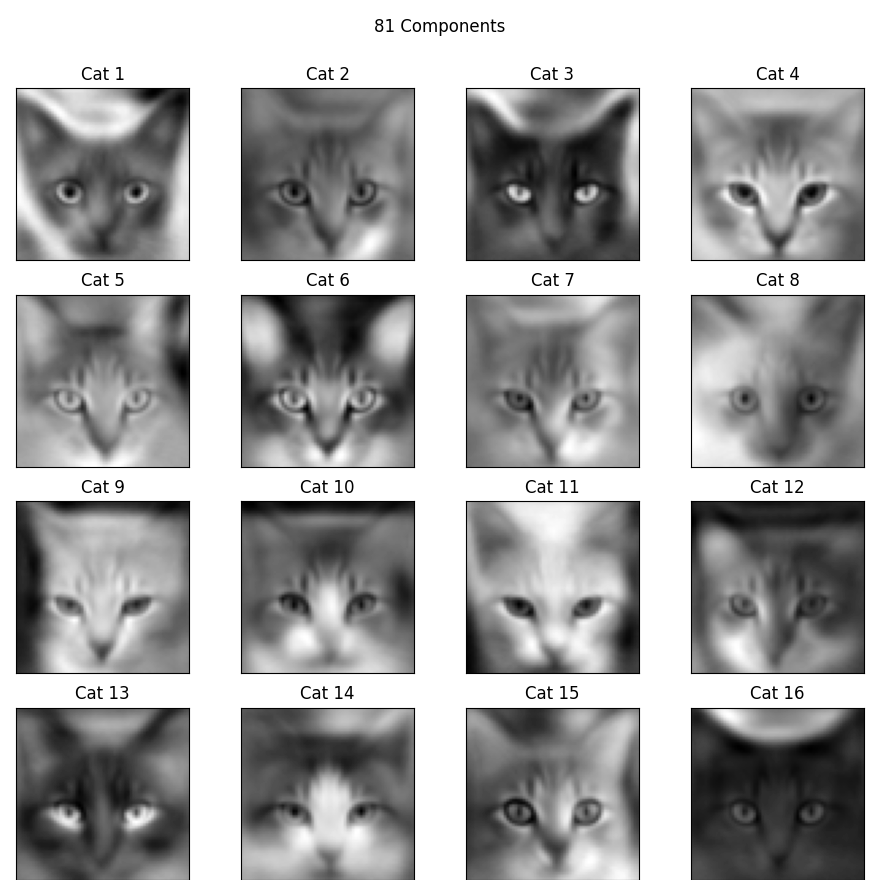 81 Components
Cat 1
Cat 2
Cat 3
Cat 4
Cat 5
Cat 6
Cat 7
Cat 8
Cat 9
Cat 10
Cat 11
Cat 12
Cat 13
Cat 14
Cat 15
Cat 16